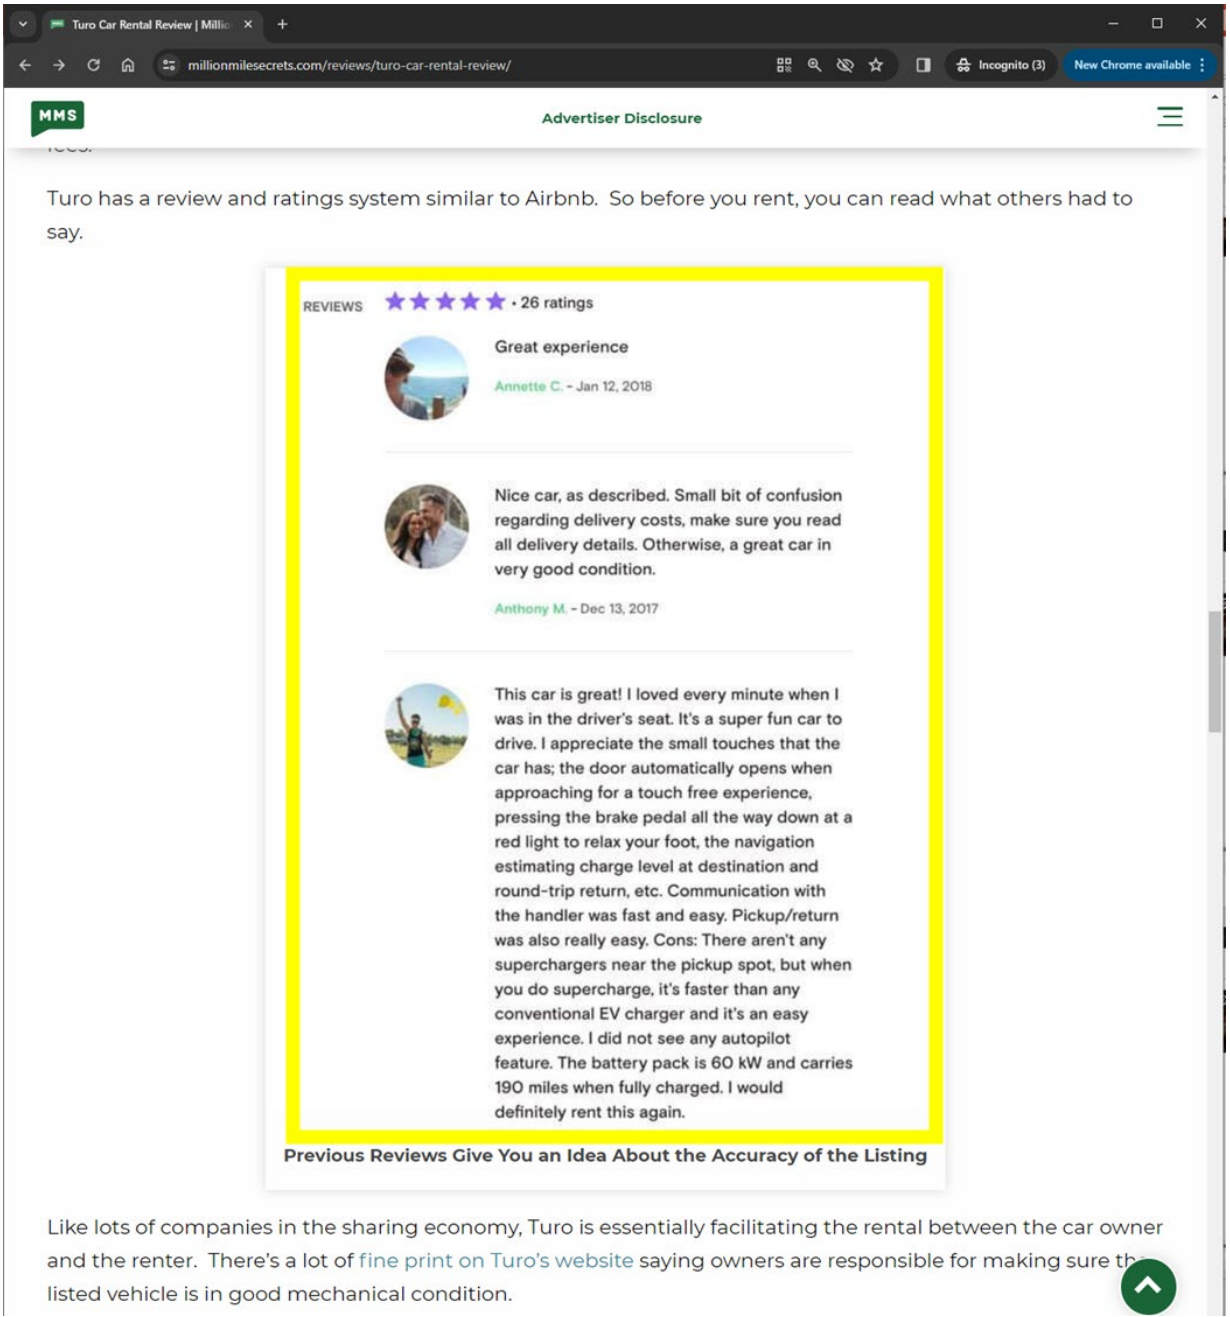 Turo Car Rental Review | Millio
millionmilesecrets.com/reviews/turo-car-rental-review/
Incognito (3)
New Chrome available
MMS
Advertiser Disclosure
fees.
Turo has a review and ratings system similar to Airbnb. So before you rent, you can read what others had to
say.
REVIEWS
• 26 ratings
Great experience
Annette C. - Jan 12, 2018
Nice car, as described. Small bit of confusion
regarding delivery costs, make sure you read
all delivery details. Otherwise, a great car in
very good condition.
Anthony M. - Dec 13, 2017
This car is great! I loved every minute when I
was in the driver's seat. It's a super fun car to
drive. I appreciate the small touches that the
car has; the door automatically opens when
approaching for a touch free experience,
pressing the brake pedal all the way down at a
red light to relax your foot, the navigation
estimating charge level at destination and
round-trip return, etc. Communication with
the handler was fast and easy. Pickup/return
was also really easy. Cons: There aren't any
superchargers near the pickup spot, but when
you do supercharge, it's faster than any
conventional EV charger and it's an easy
experience. I did not see any autopilot
feature. The battery pack is 60 kW and carries
190 miles when fully charged. I would
definitely rent this again.
Previous Reviews Give You an Idea About the Accuracy of the Listing
Like lots of companies in the sharing economy, Turo is essentially facilitating the rental between the car owner
and the renter. There's a lot of fine print on Turo's website saying owners are responsible for making sure the
listed vehicle is in good mechanical condition.